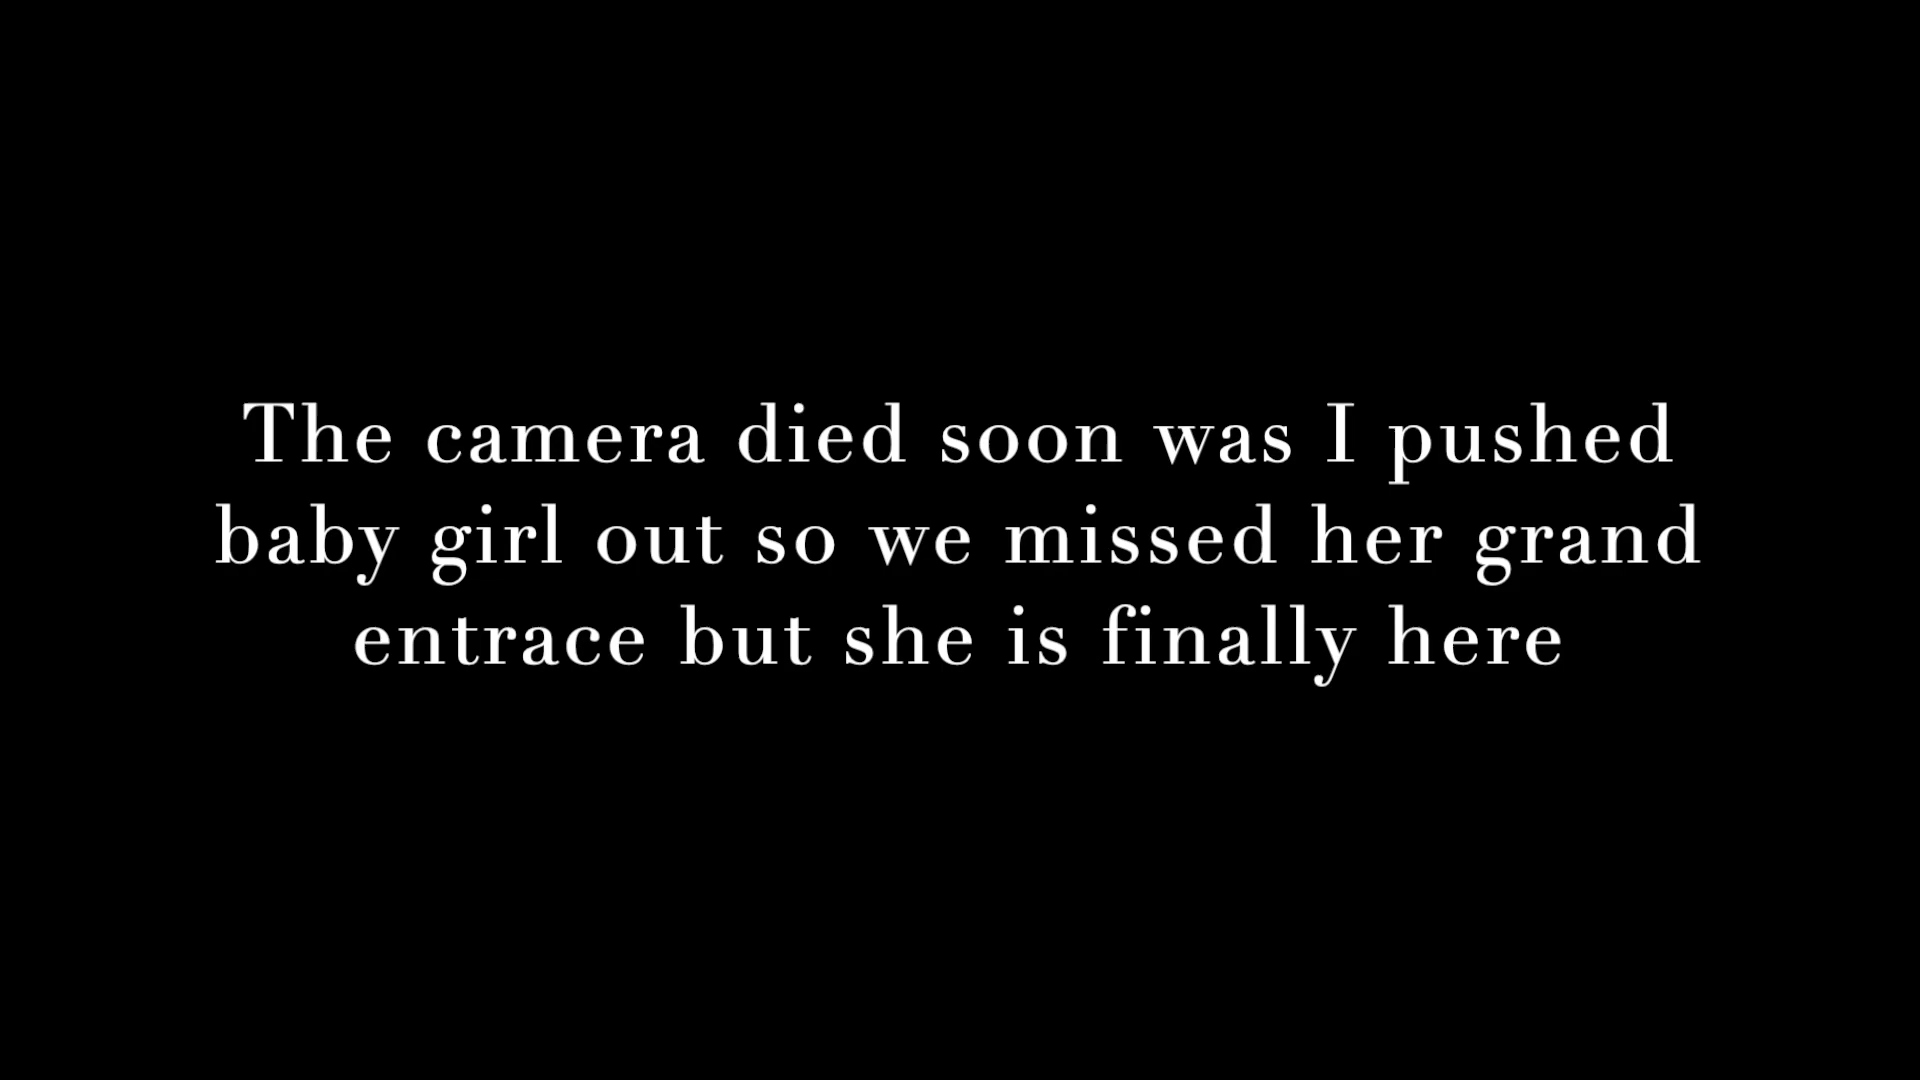 The camera died soon was I pushed
baby girl out so we missed her grand
entrace but she is finally here